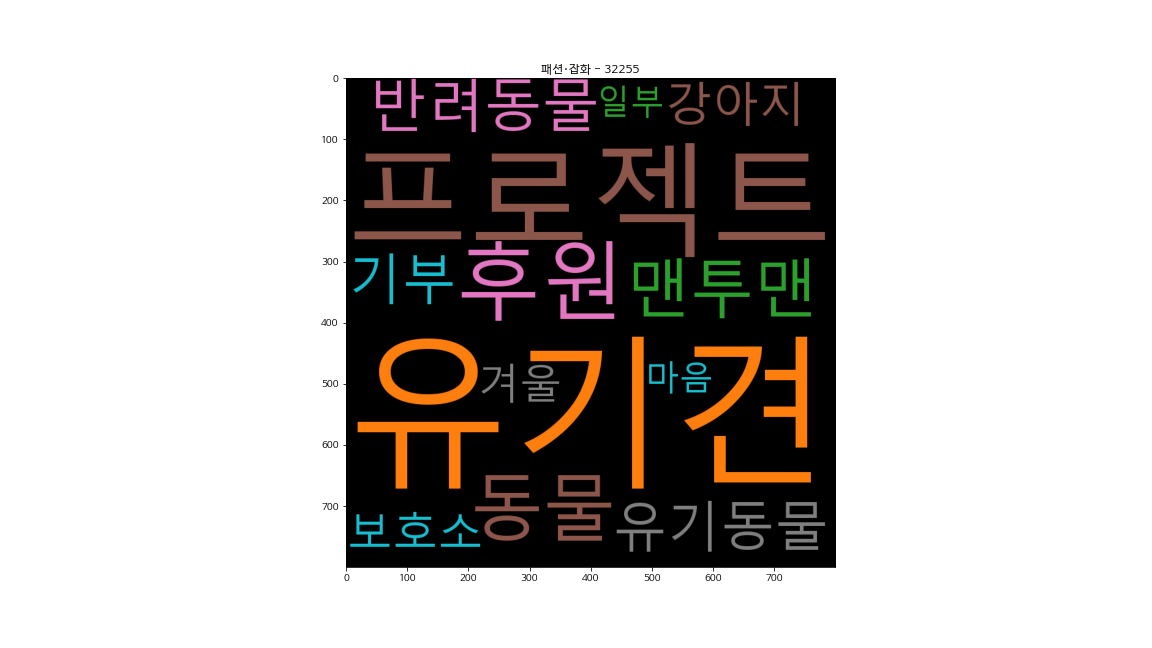 패션·잡화 - 32255
0
반려동물 일부 강아지
100
프로젝트
200
300
기부 후원 맨투맨
400
유기견
500
겨울 마음
600
동물
700
보호소 유기동물
0 100 200 300 400 500 600 700